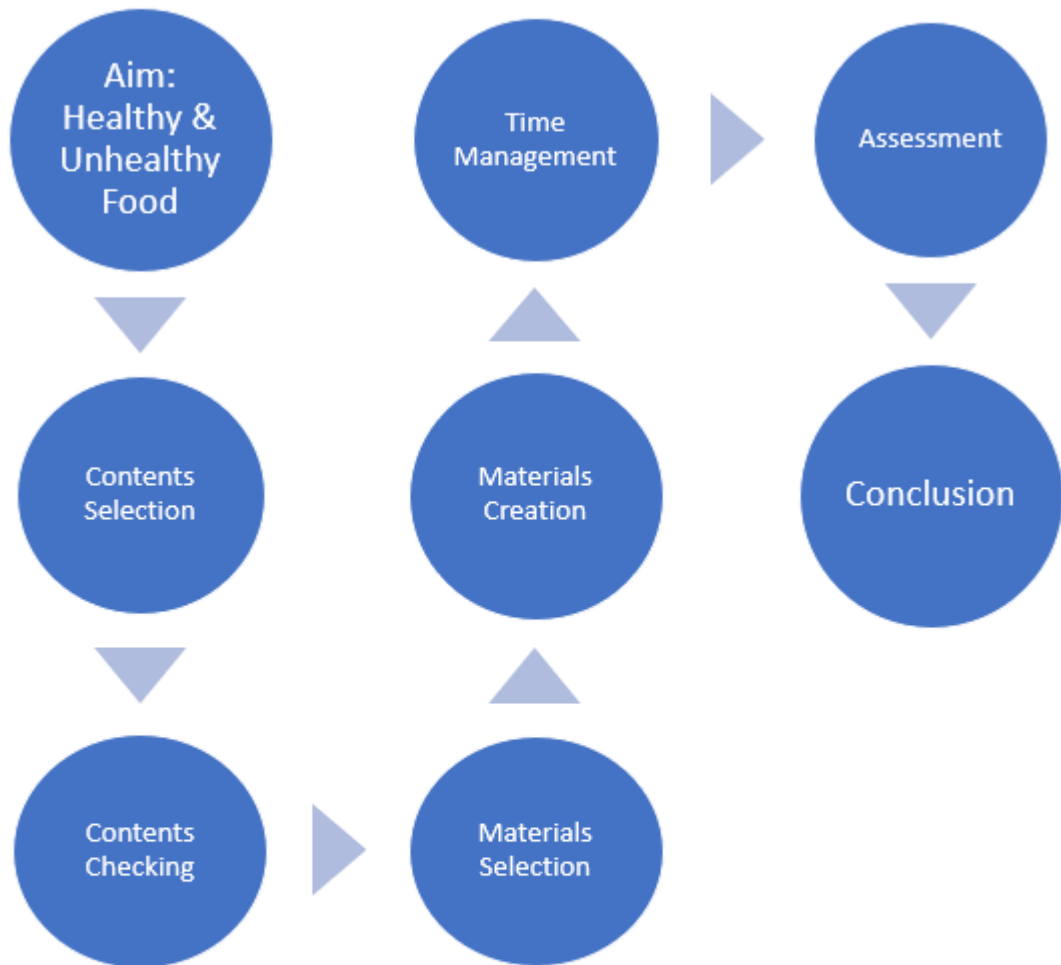 Aim:
Healthy &
Unhealthy
Food
Contents
Selection
Contents
Checking
Materials
Selection
Materials
Creation
Time
Management
Assessment
Conclusion